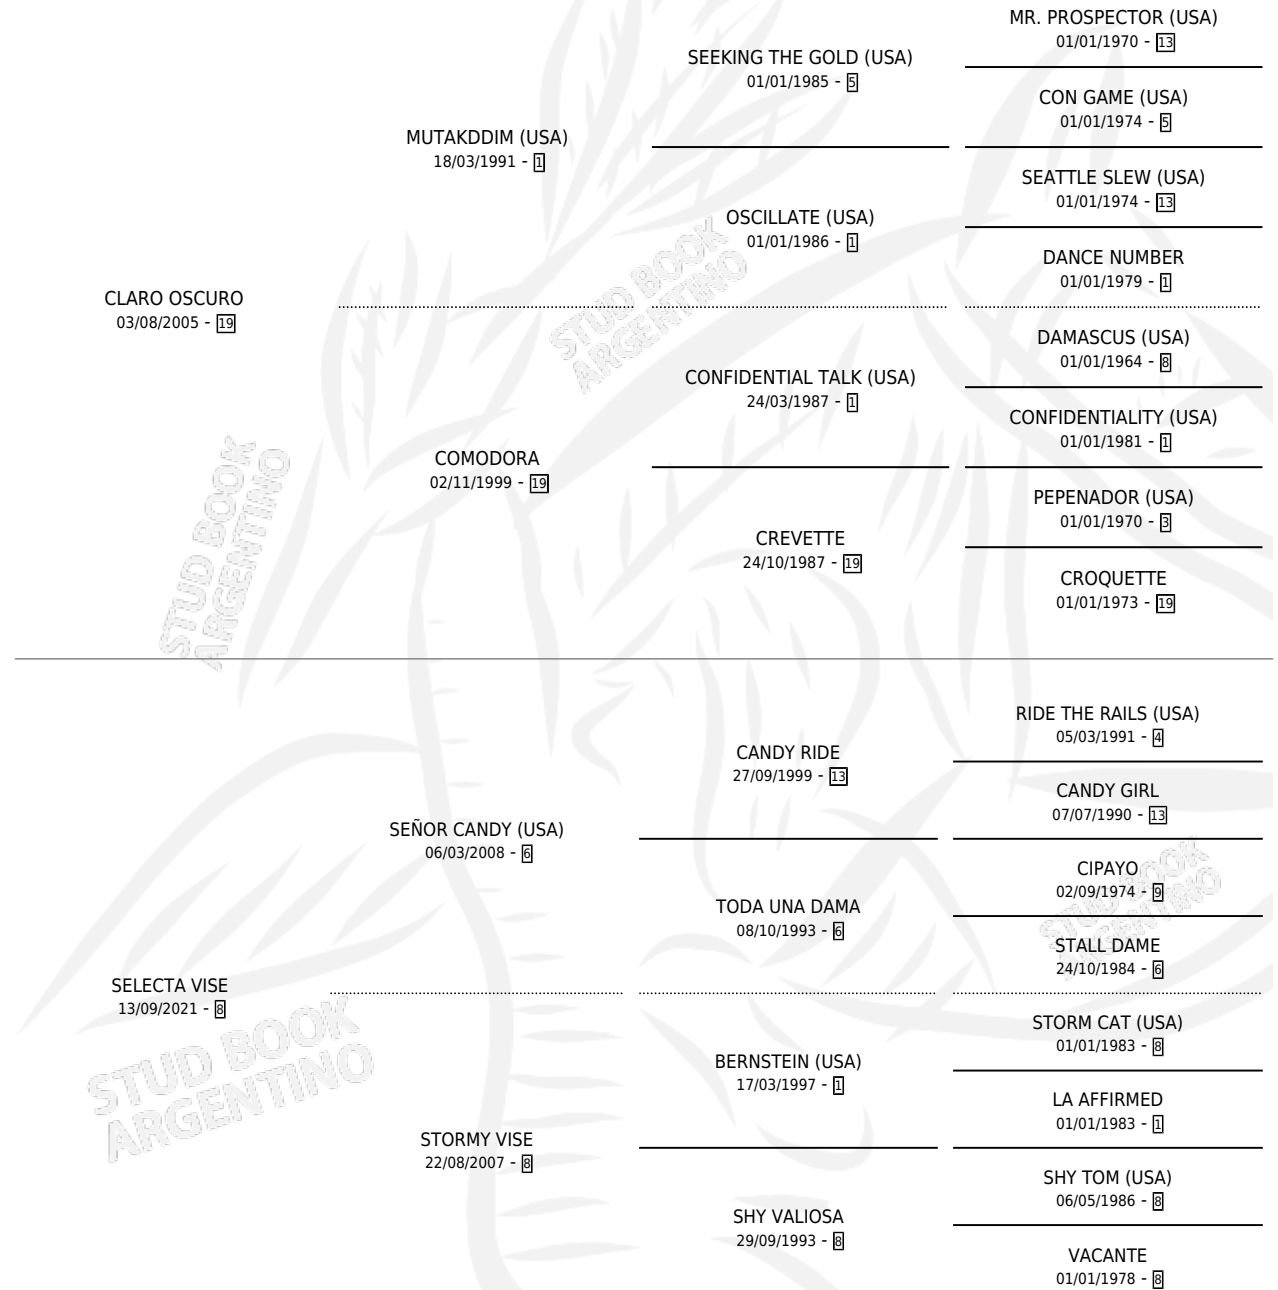 MR. PROSPECTOR (USA)
01/01/1970 - 13
SEEKING THE GOLD (USA)
01/01/1985 - 5
CON GAME (USA)
01/01/1974 - 5
MUTAKDDIM (USA)
18/03/1991 - 1
SEATTLE SLEW (USA)
01/01/1974 - 13
OSCILLATE (USA)
01/01/1986 - 1
DANCE NUMBER
01/01/1979 - 1
CLARO OSCURO
03/08/2005 - 19
STUD BOOK
ARGENTINO
DAMASCUS (USA)
01/01/1964 - 8
CONFIDENTIAL TALK (USA)
24/03/1987 - 1
CONFIDENTIALITY (USA)
01/01/1981 - 1
COMODORA
02/11/1999 - 19
PEPENADOR (USA)
01/01/1970 - 3
CREVETTE
24/10/1987 - 19
CROQUETTE
01/01/1973 - 19
STUD BOOK
ARGENTINO
RIDE THE RAILS (USA)
05/03/1991 - 4
CANDY RIDE
27/09/1999 - 13
CANDY GIRL
07/07/1990 - 13
SEÑOR CANDY (USA)
06/03/2008 - 6
CIPAYO
02/09/1974 - 9
TODA UNA DAMA
08/10/1993 - 6
STALL DAME
24/10/1984 - 6
STUD BOOK
ARGENTINO
SELECTA VISE
13/09/2021 - 8
STORM CAT (USA)
01/01/1983 - 8
BERNSTEIN (USA)
17/03/1997 - 1
LA AFFIRMED
01/01/1983 - 1
STUD BOOK
ARGENTINO
STORMY VISE
22/08/2007 - 8
SHY TOM (USA)
06/05/1986 - 8
SHY VALIOSA
29/09/1993 - 8
VACANTE
01/01/1978 - 8